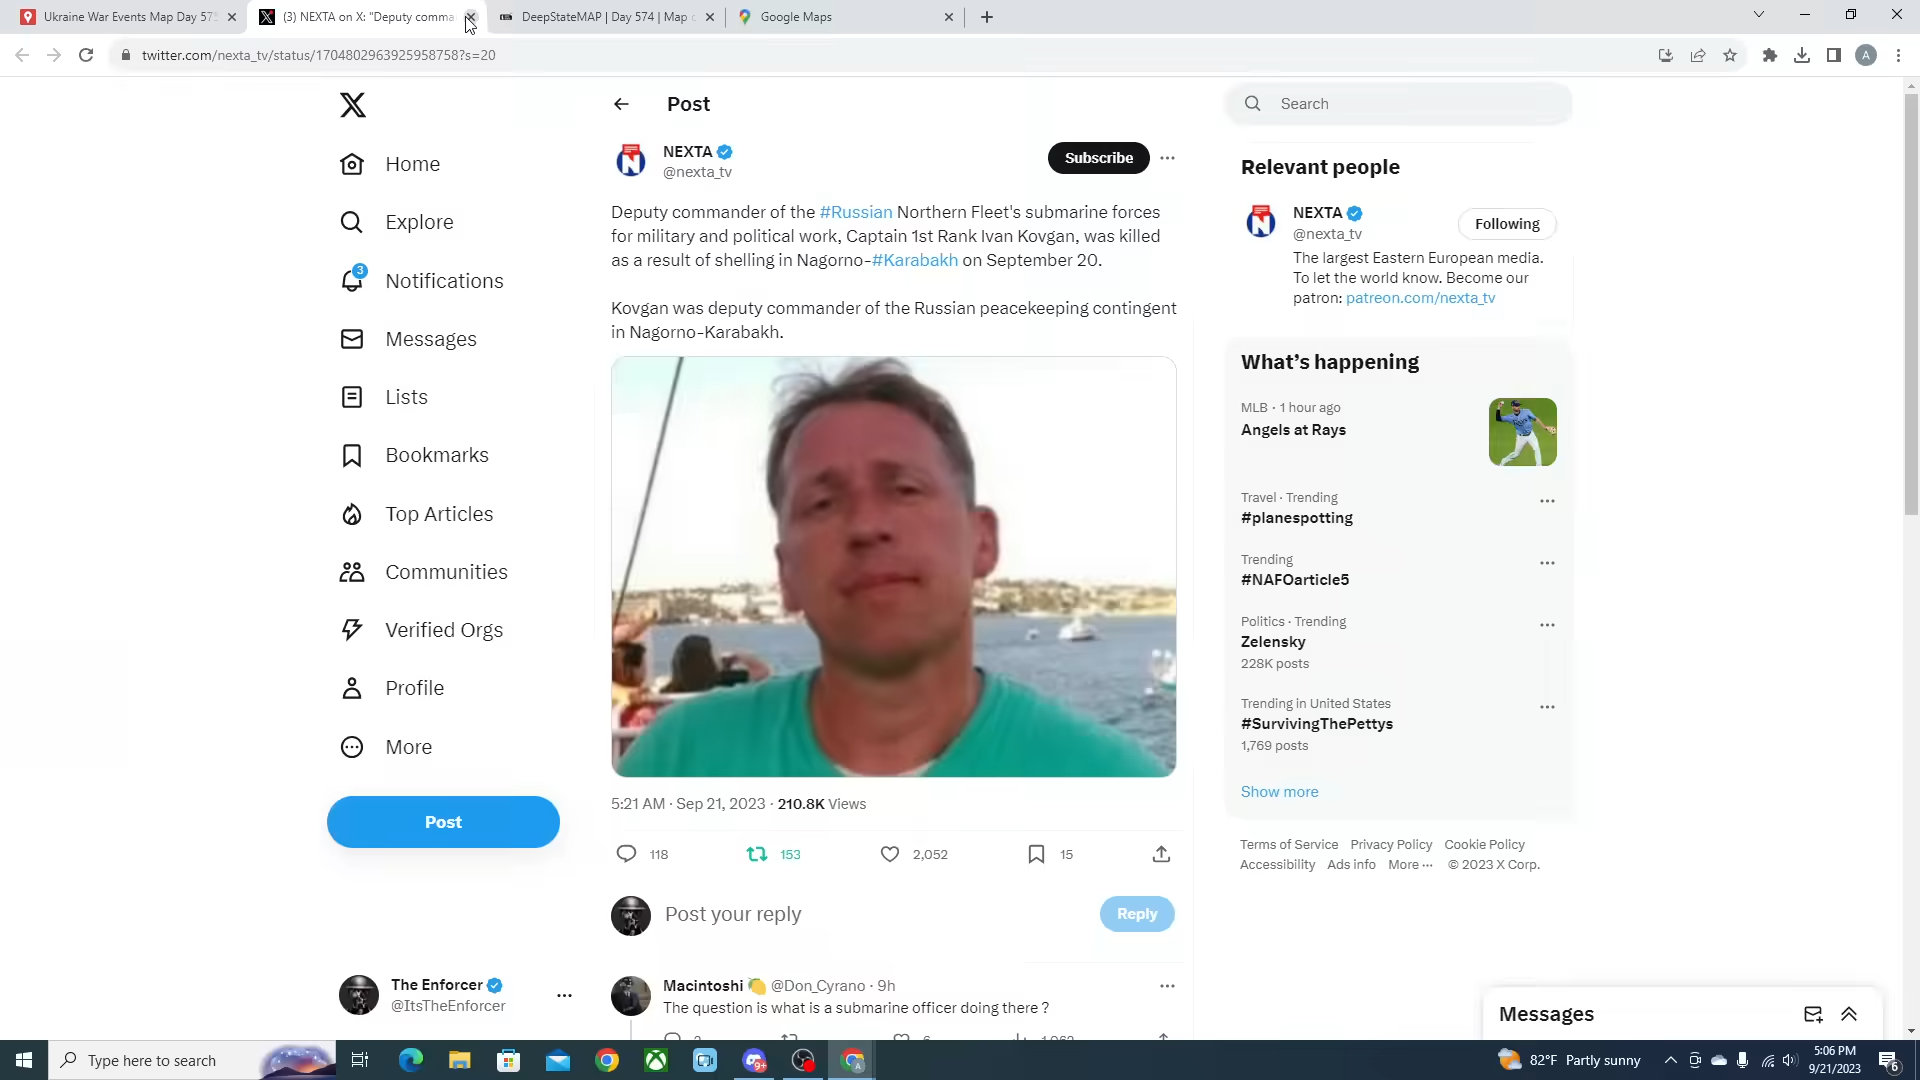 Ukraine War Events Map Day 575
(3) NEXTA on X: "Deputy comma
DeepStateMAP | Day 574 | Map
Google Maps
twitter.com/nexta_tv/status/1704802963925958758?s=20
A
Home
Explore
3
Notifications
Messages
Lists
Bookmarks
Top Articles
Communities
Verified Orgs
Profile
More
Post
The Enforcer
@ItsTheEnforcer
Post
NEXTA
@nexta_tv
Subscribe
Deputy commander of the #Russian Northern Fleet's submarine forces
for military and political work, Captain 1st Rank Ivan Kovgan, was killed
as a result of shelling in Nagorno-#Karabakh on September 20.
Kovgan was deputy commander of the Russian peacekeeping contingent
in Nagorno-Karabakh.
5:21 AM · Sep 21, 2023 · 210.8K Views
118 153 2,052 15
Post your reply
Reply
Macintoshi 🍋 @Don_Cyrano · 9h
The question is what is a submarine officer doing there ?
Search
Relevant people
NEXTA
@nexta_tv
Following
The largest Eastern European media.
To let the world know. Become our
patron: patreon.com/nexta_tv
What's happening
MLB · 1 hour ago
Angels at Rays
Travel · Trending
#planespotting
Trending
#NAFOarticle5
Politics · Trending
Zelensky
228K posts
Trending in United States
#SurvivingThePettys
1,769 posts
Show more
Terms of Service Privacy Policy Cookie Policy
Accessibility Ads info More ··· © 2023 X Corp.
Messages
Type here to search
9+
A
82°F Partly sunny
5:06 PM
9/21/2023
6